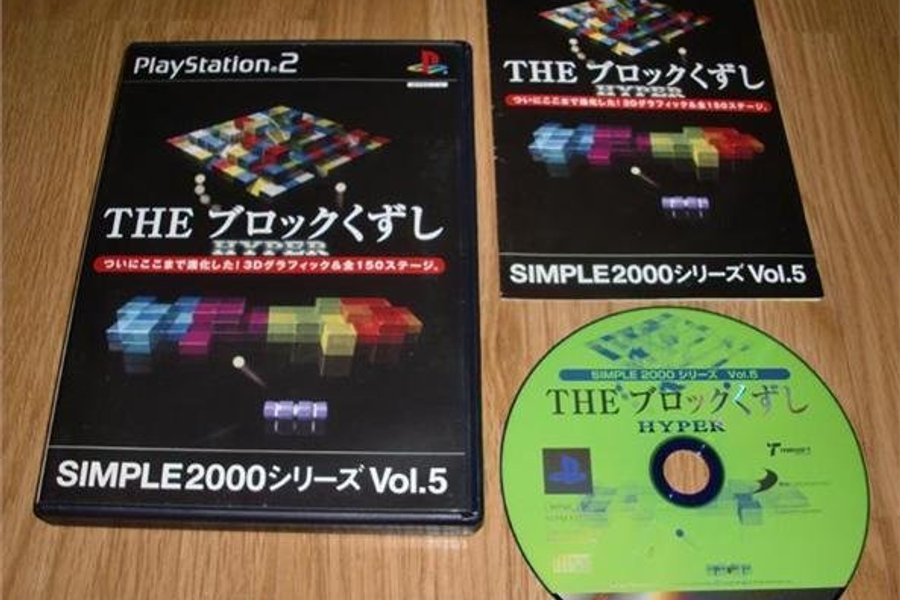 PlayStation®2
THE ブロックくずし
HYPER
ついにここまで進化した!3Dグラフィック&全150ステージ。
SIMPLE2000シリーズ Vol.5
THE ブロックくずし
HYPER
ついにここまで進化した!3Dグラフィック&全150ステージ。
SIMPLE2000シリーズ Vol.5
SIMPLE 2000 シリーズ Vol.5
THE ブロックくずし
HYPER